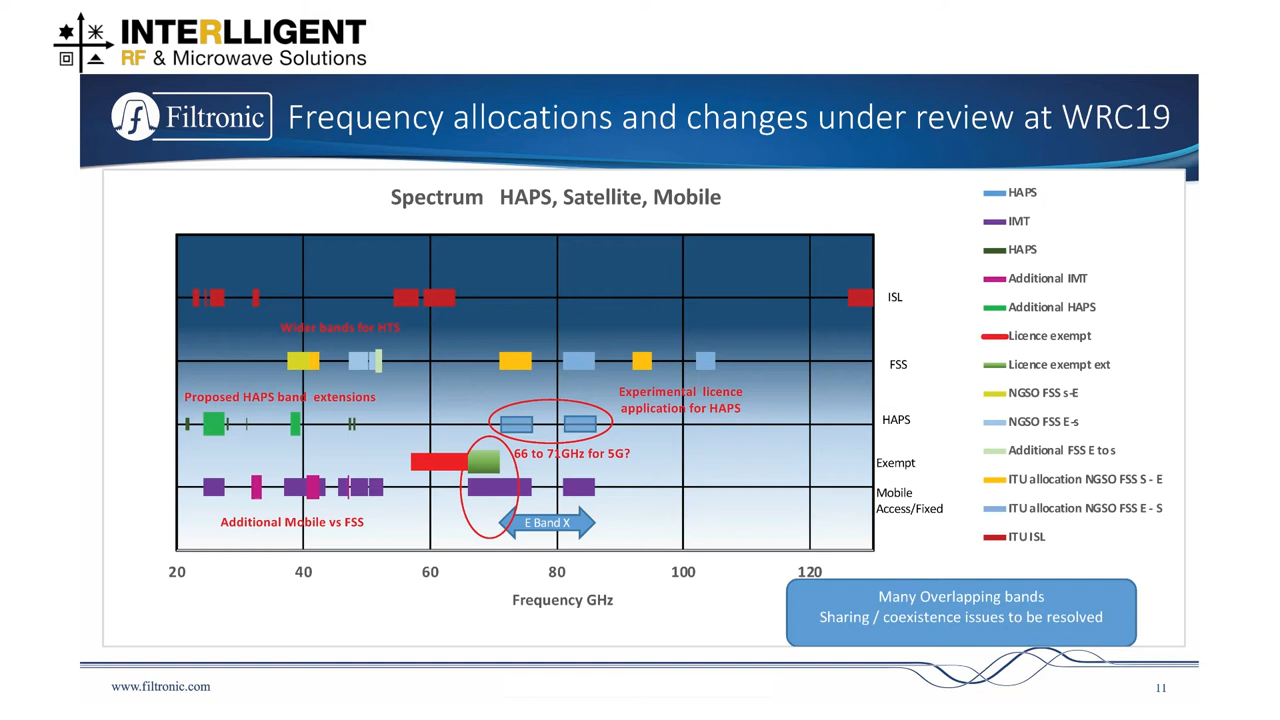 INTERLLIGENT
RF & Microwave Solutions
Filtronic
Frequency allocations and changes under review at WRC19
Spectrum HAPS, Satellite, Mobile
HAPS
IMT
HAPS
Additional IMT
Additional HAPS
Licence exempt
Licence exempt ext
NGSO FSS s-E
NGSO FSS E-s
Additional FSS E to s
ITU allocation NGSO FSS S - E
ITU allocation NGSO FSS E - S
ITU ISL
ISL
Wider bands for HTS
FSS
Proposed HAPS band extensions
Experimental licence
application for HAPS
HAPS
66 to 71GHz for 5G?
Exempt
Mobile
Access/Fixed
Additional Mobile vs FSS
E Band X
20 40 60 80 100 120
Frequency GHz
Many Overlapping bands
Sharing / coexistence issues to be resolved
www.filtronic.com
11